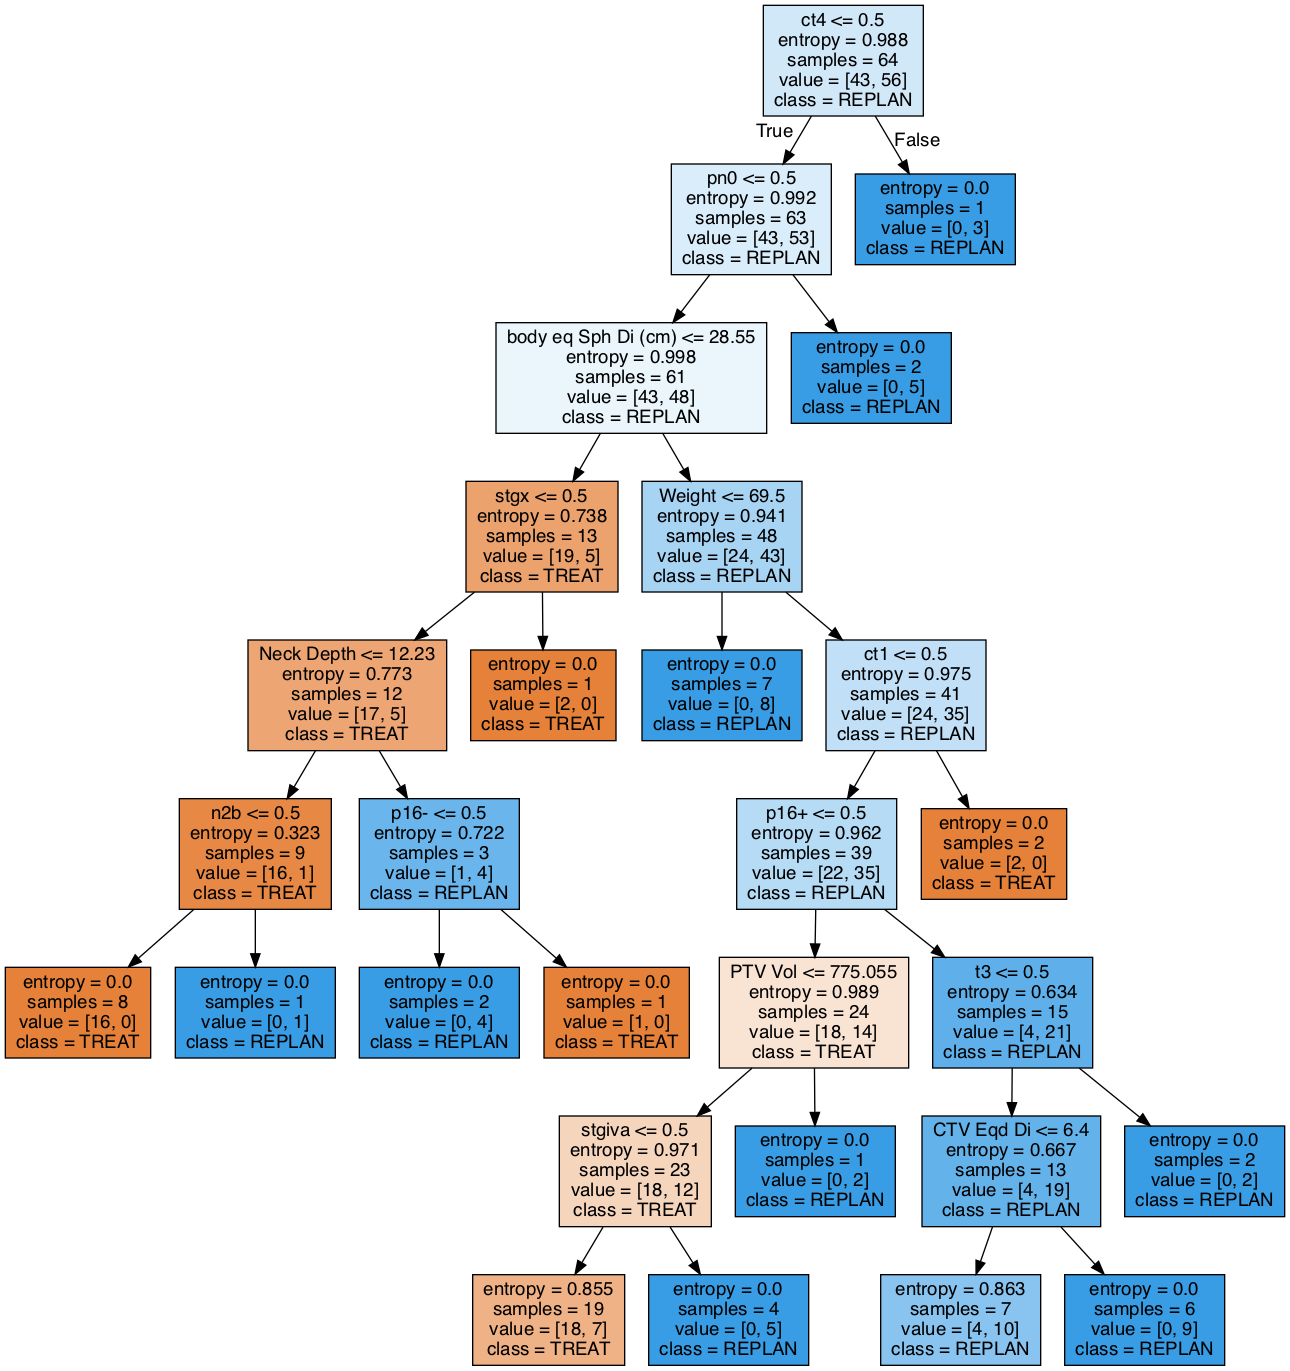 ct4 <= 0.5
entropy = 0.988
samples = 64
value = [43, 56]
class = REPLAN
True
False
pn0 <= 0.5
entropy = 0.992
samples = 63
value = [43, 53]
class = REPLAN
entropy = 0.0
samples = 1
value = [0, 3]
class = REPLAN
body eq Sph Di (cm) <= 28.55
entropy = 0.998
samples = 61
value = [43, 48]
class = REPLAN
entropy = 0.0
samples = 2
value = [0, 5]
class = REPLAN
stgx <= 0.5
entropy = 0.738
samples = 13
value = [19, 5]
class = TREAT
Weight <= 69.5
entropy = 0.941
samples = 48
value = [24, 43]
class = REPLAN
Neck Depth <= 12.23
entropy = 0.773
samples = 12
value = [17, 5]
class = TREAT
entropy = 0.0
samples = 1
value = [2, 0]
class = TREAT
entropy = 0.0
samples = 7
value = [0, 8]
class = REPLAN
ct1 <= 0.5
entropy = 0.975
samples = 41
value = [24, 35]
class = REPLAN
n2b <= 0.5
entropy = 0.323
samples = 9
value = [16, 1]
class = TREAT
p16- <= 0.5
entropy = 0.722
samples = 3
value = [1, 4]
class = REPLAN
p16+ <= 0.5
entropy = 0.962
samples = 39
value = [22, 35]
class = REPLAN
entropy = 0.0
samples = 2
value = [2, 0]
class = TREAT
entropy = 0.0
samples = 8
value = [16, 0]
class = TREAT
entropy = 0.0
samples = 1
value = [0, 1]
class = REPLAN
entropy = 0.0
samples = 2
value = [0, 4]
class = REPLAN
entropy = 0.0
samples = 1
value = [1, 0]
class = TREAT
PTV Vol <= 775.055
entropy = 0.989
samples = 24
value = [18, 14]
class = TREAT
t3 <= 0.5
entropy = 0.634
samples = 15
value = [4, 21]
class = REPLAN
stgiva <= 0.5
entropy = 0.971
samples = 23
value = [18, 12]
class = TREAT
entropy = 0.0
samples = 1
value = [0, 2]
class = REPLAN
CTV Eqd Di <= 6.4
entropy = 0.667
samples = 13
value = [4, 19]
class = REPLAN
entropy = 0.0
samples = 2
value = [0, 2]
class = REPLAN
entropy = 0.855
samples = 19
value = [18, 7]
class = TREAT
entropy = 0.0
samples = 4
value = [0, 5]
class = REPLAN
entropy = 0.863
samples = 7
value = [4, 10]
class = REPLAN
entropy = 0.0
samples = 6
value = [0, 9]
class = REPLAN